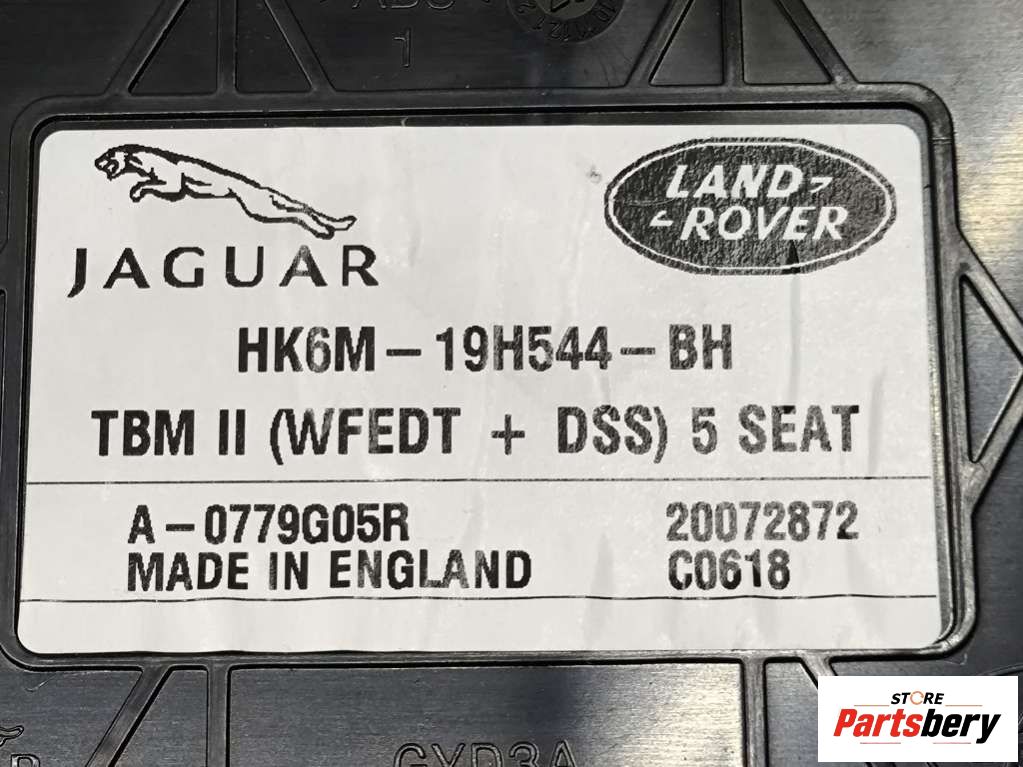 1
JAGUAR
LAND
ROVER
HK6M-19H544-BH
TBM II (WFEDT + DSS) 5 SEAT
A-0779G05R 20072872
MADE IN ENGLAND C0618
STORE
Partsbery